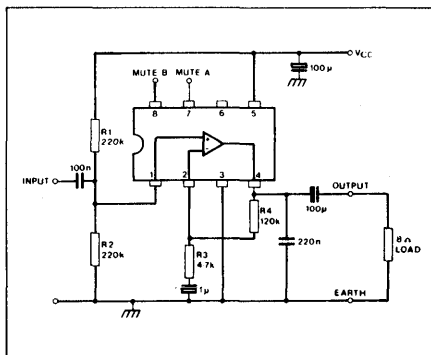 VCC
100µ
MUTE B MUTE A
8 7 6 5
R1
220k
100n
INPUT
1 2 3 4
R4
120k
OUTPUT
100µ
R2
220k
R3
4.7k
1µ
220n
8Ω
LOAD
EARTH